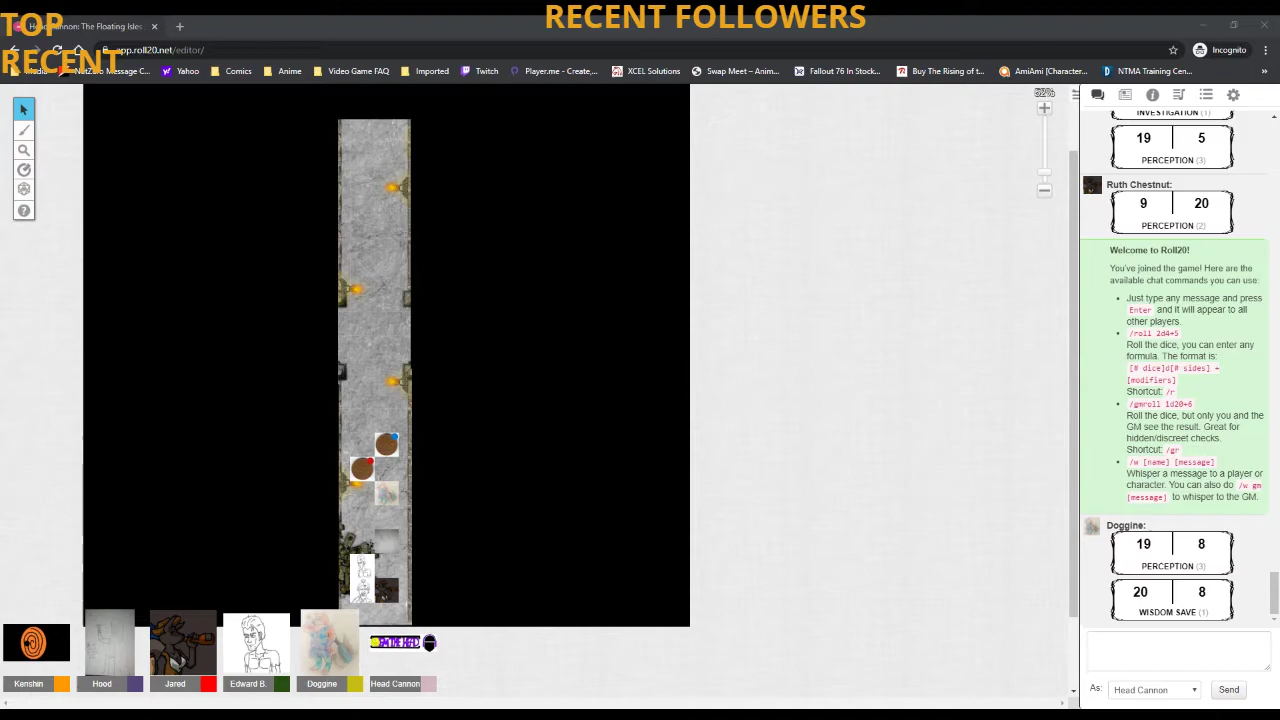 TOP
RECENT
RECENT FOLLOWERS
Cannon: The Floating Isles
app.roll20.net/editor/
Incognito
Media
NetZero Message C...
Yahoo
Comics
Anime
Video Game FAQ
Imported
Twitch
Player.me - Create,...
XCEL Solutions
Swap Meet – Anim...
Fallout 76 In Stock...
Buy The Rising of t...
AmiAmi [Character...
NTMA Training Cen...
»
INVESTIGATION (1)
19 5
PERCEPTION (3)
Ruth Chestnut:
9 20
PERCEPTION (2)
Welcome to Roll20!
You've joined the game! Here are the
available chat commands you can use:
Just type any message and press
Enter and it will appear to all
other players.
/roll 2d4+5
Roll the dice, you can enter any
formula. The format is:
[# dice]d[# sides] +
[modifiers]
Shortcut: /r
/gmroll 1d20+6
Roll the dice, but only you and the
GM see the result. Great for
hidden/discreet checks.
Shortcut: /gr
/w [name] [message]
Whisper a message to a player or
character. You can also do /w gm
[message] to whisper to the GM.
Doggine:
19 8
PERCEPTION (3)
20 8
WISDOM SAVE (1)
As: Head Cannon
Send
Kenshin
Hood
Jared
Edward B.
Doggine
Head Cannon